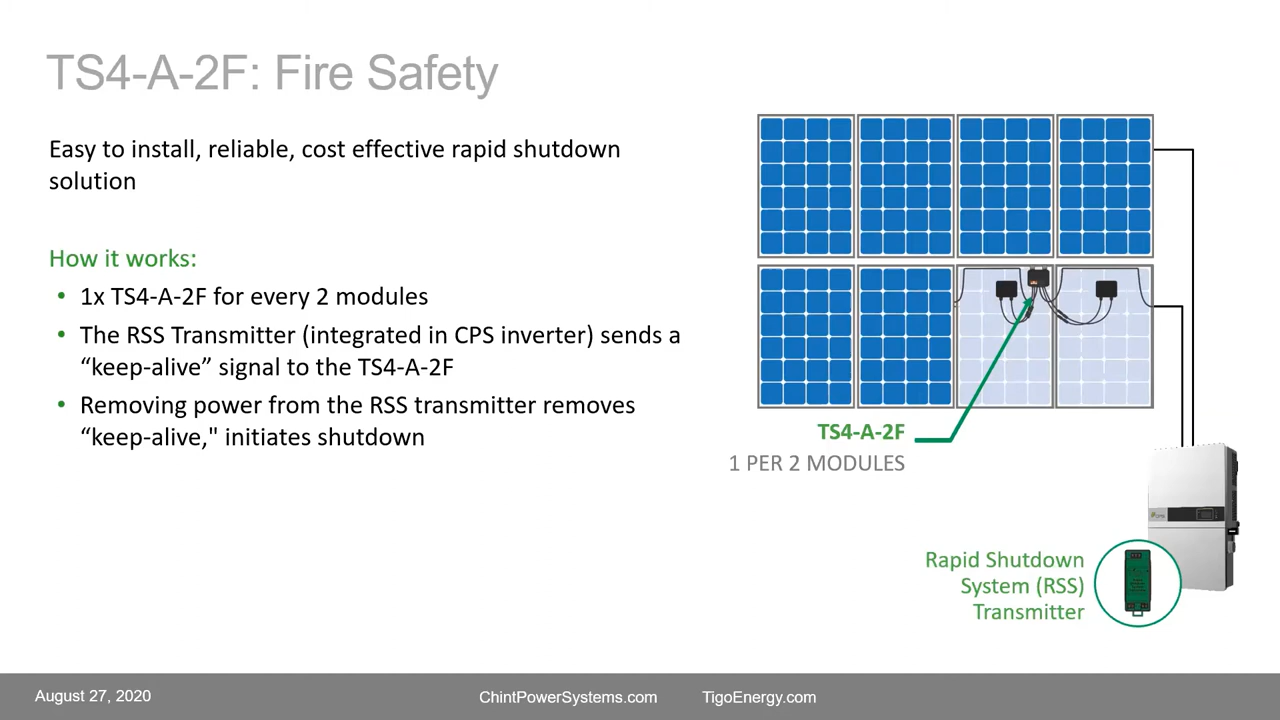 TS4-A-2F: Fire Safety
Easy to install, reliable, cost effective rapid shutdown
solution
How it works:
• 1x TS4-A-2F for every 2 modules
• The RSS Transmitter (integrated in CPS inverter) sends a
“keep-alive” signal to the TS4-A-2F
• Removing power from the RSS transmitter removes
“keep-alive," initiates shutdown
TS4-A-2F
1 PER 2 MODULES
Rapid Shutdown
System (RSS)
Transmitter
August 27, 2020
ChintPowerSystems.com
TigoEnergy.com